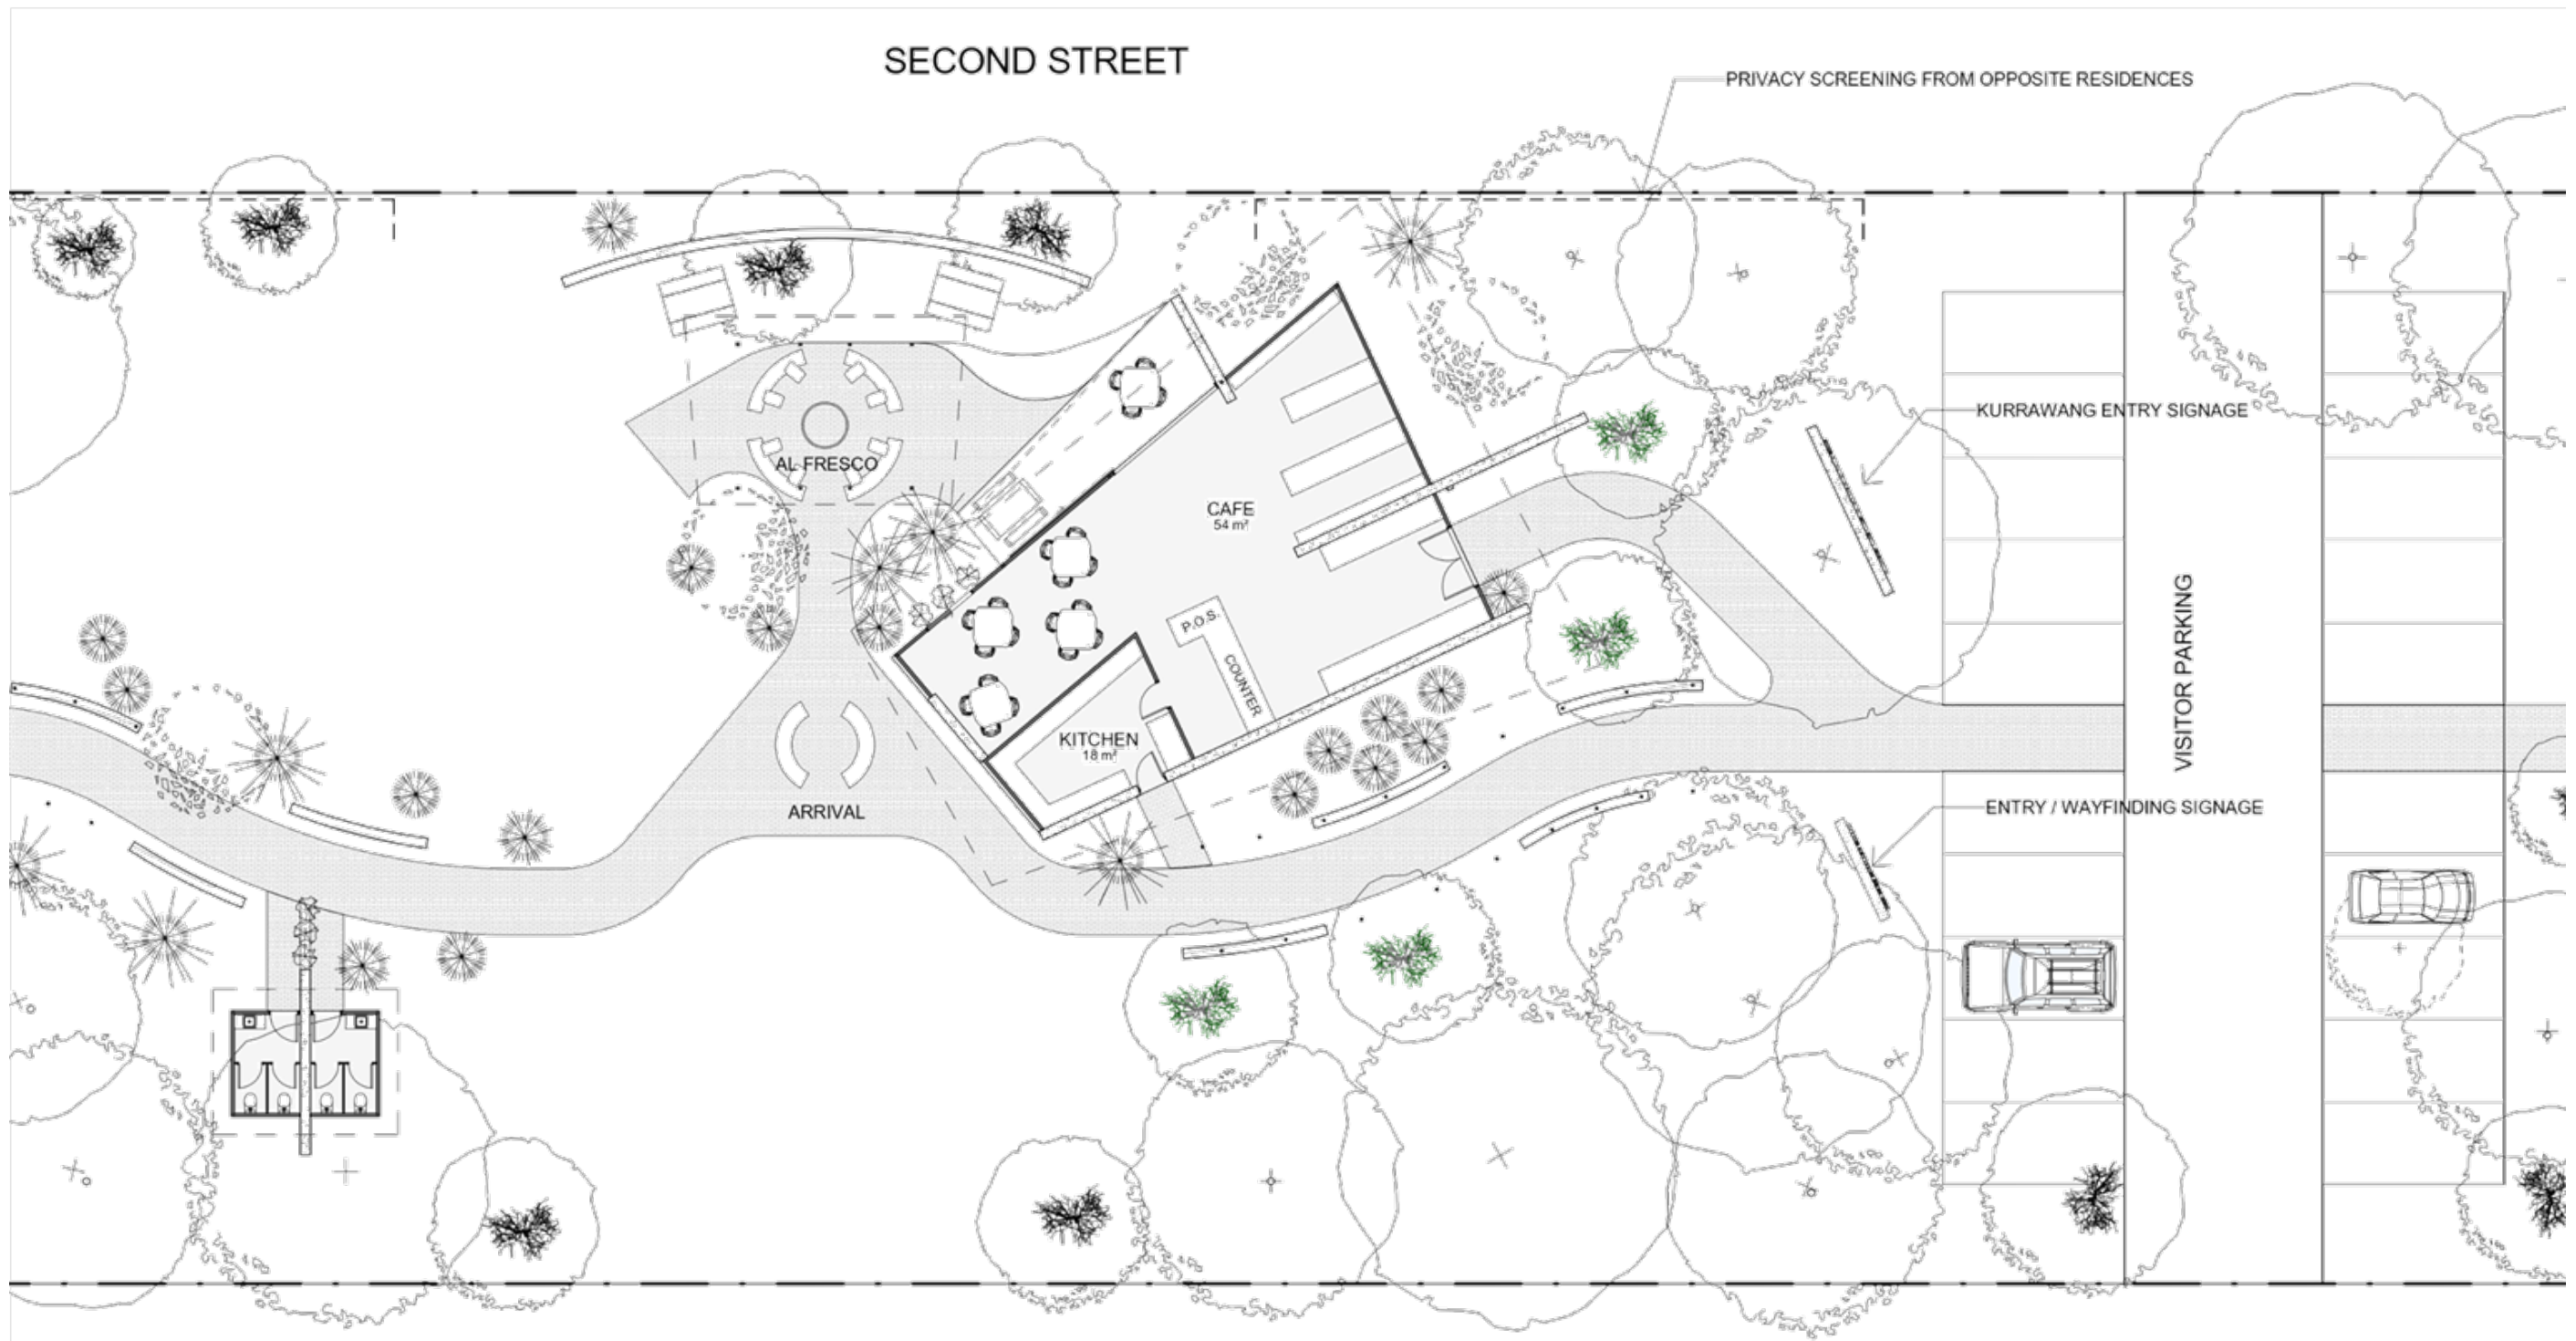 SECOND STREET
PRIVACY SCREENING FROM OPPOSITE RESIDENCES
KURRAWANG ENTRY SIGNAGE
AL FRESCO
CAFE
54 m²
P.O.S.
COUNTER
KITCHEN
18 m²
ARRIVAL
VISITOR PARKING
ENTRY / WAYFINDING SIGNAGE